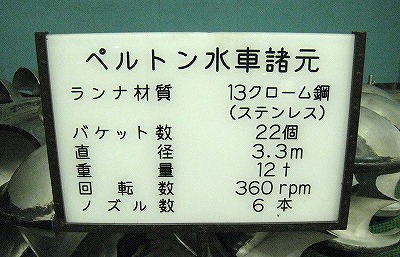 ペルトン水車諸元
ランナ材質 13クローム鋼
(ステンレス)
バケット数 22個
直径 3.3m
重量 12t
回転数 360rpm
ノズル数 6本